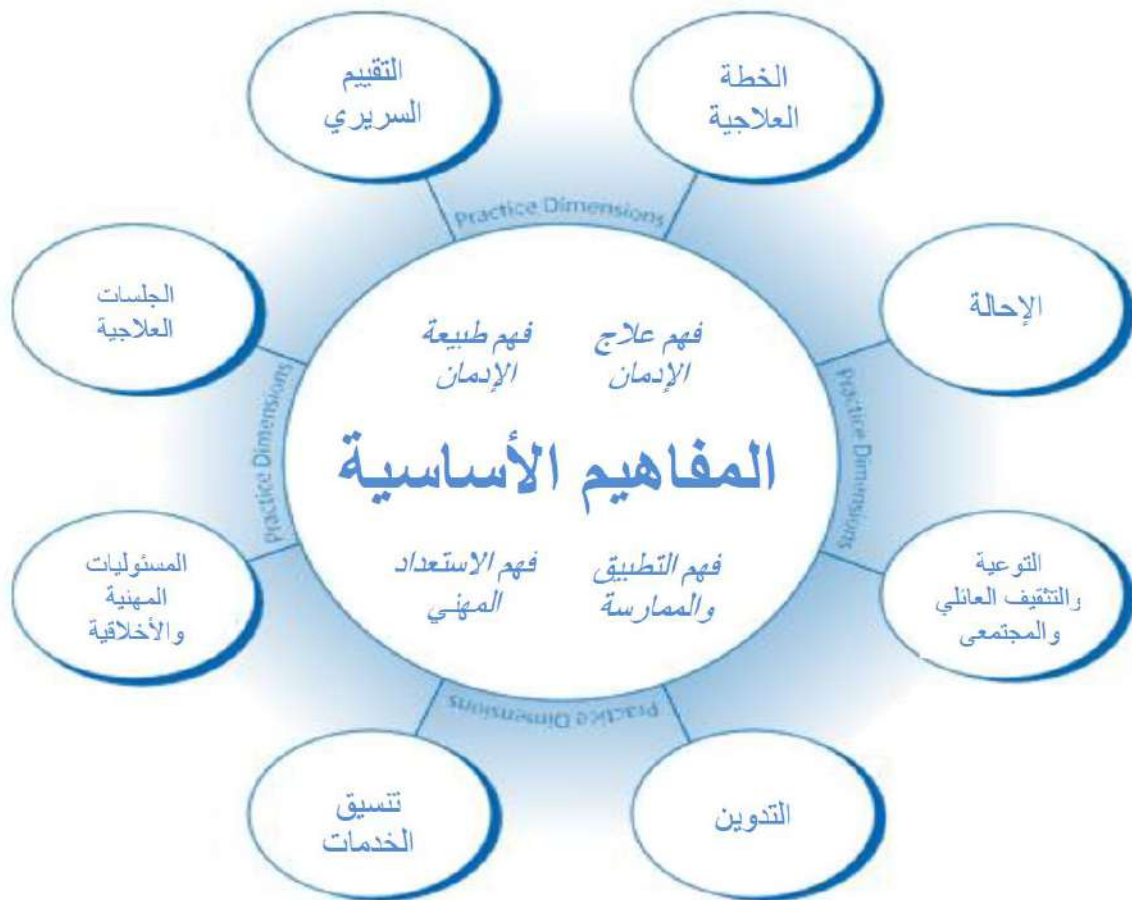 التقييم
السريري
الخطة
العلاجية
Practice Dimensions
الجلسات
العلاجية
الإحالة
فهم طبيعة
الإدمان
فهم علاج
الإدمان
Practice Dimensions
Practice Dimensions
المفاهيم الأساسية
فهم الاستعداد
المهني
فهم التطبيق
والممارسة
المسئوليات
المهنية
والأخلاقية
التوعية
والتثقيف العائلي
والمجتمعى
Practice Dimensions
تنسيق
الخدمات
التدوين